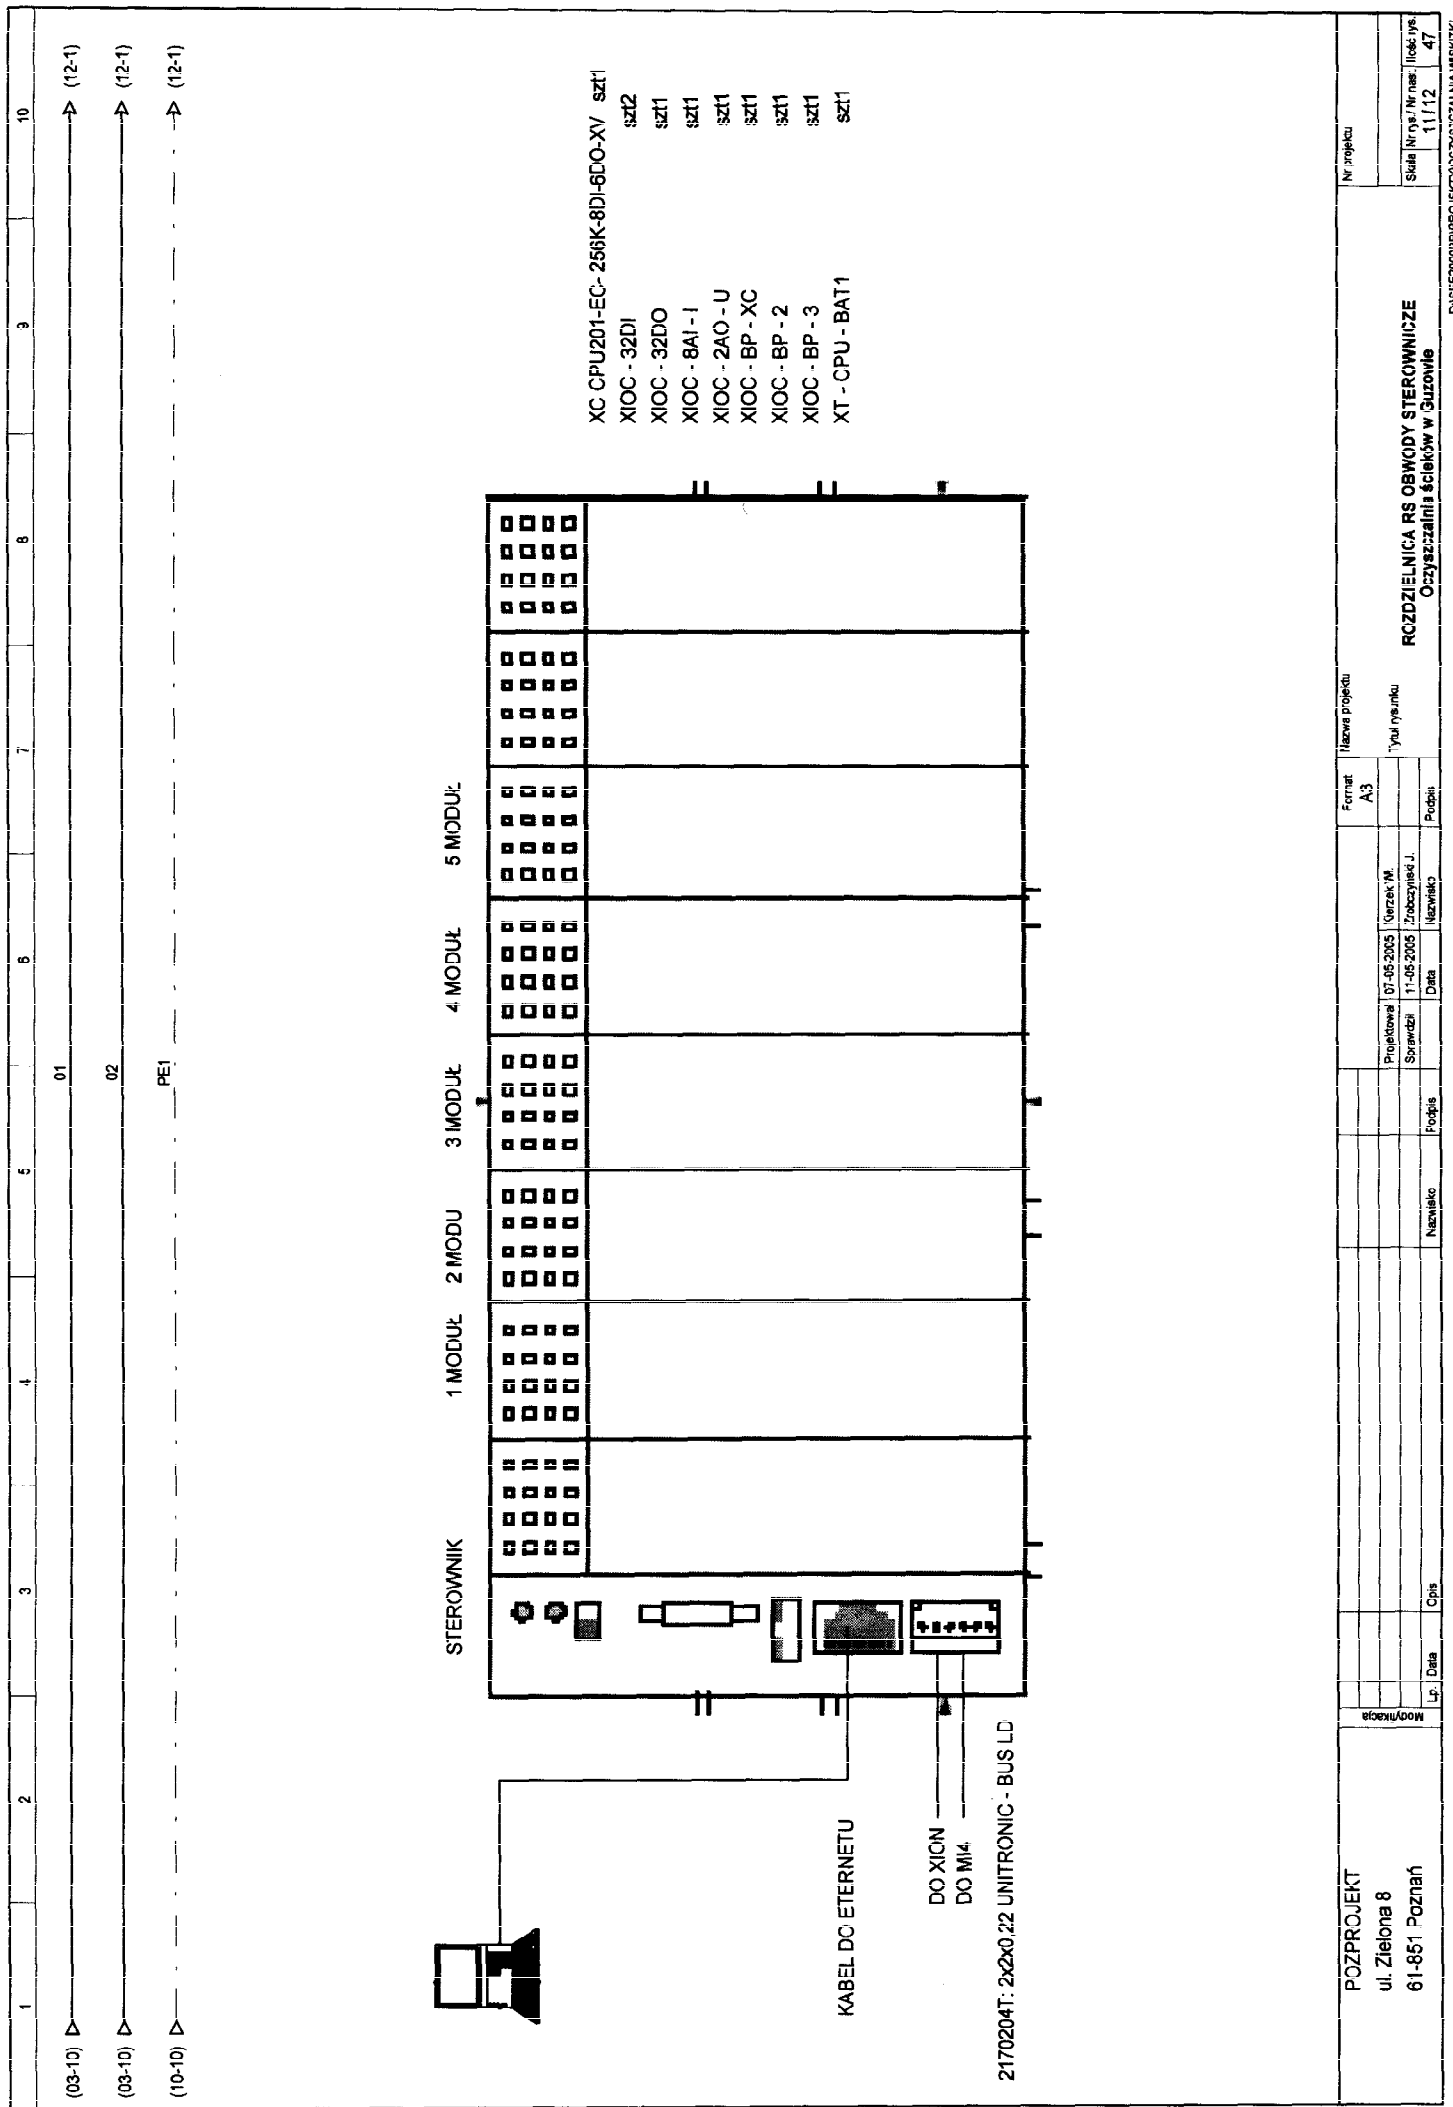 1 2 3 4 5 6 7 8 9 10
(03-10) 01 (12-1)
(03-10) 02 (12-1)
(10-10) PE1 (12-1)
STEROWNIK 1 MODUŁ 2 MODU 3 MODUŁ 4 MODUŁ 5 MODUŁ
XC CPU201-EC- 256K-8DI-6DO-XV szt1
XIOC - 32DI szt2
XIOC - 32DO szt1
XIOC - 8AI - I szt1
XIOC - 2AO - U szt1
XIOC - BP - XC szt1
XIOC - BP - 2 szt1
XIOC - BP - 3 szt1
XT - CPU - BAT1 szt1
KABEL DO ETERNETU
DO XION
DO MI4
2170204T: 2x2x0,22 UNITRONIC - BUS LD
POZPROJEKT
ul. Zielona 8
61-851 Poznań
Modyfikacja
Lp. Data Opis Nazwisko Podpis
Projektował 07-05-2005 Kierzek M.
Sprawdził 11-05-2005 J.
Data Nazwisko Podpis
Format
A3
Nazwa projektu
Nr projektu
Tytuł rysunku
ROZDZIELNICA RS OBWODY STEROWNICZE
Oczyszczalnia ścieków w Guzowie
Skala Nr rys./ Nr nast. Ilość rys.
11 / 12 47